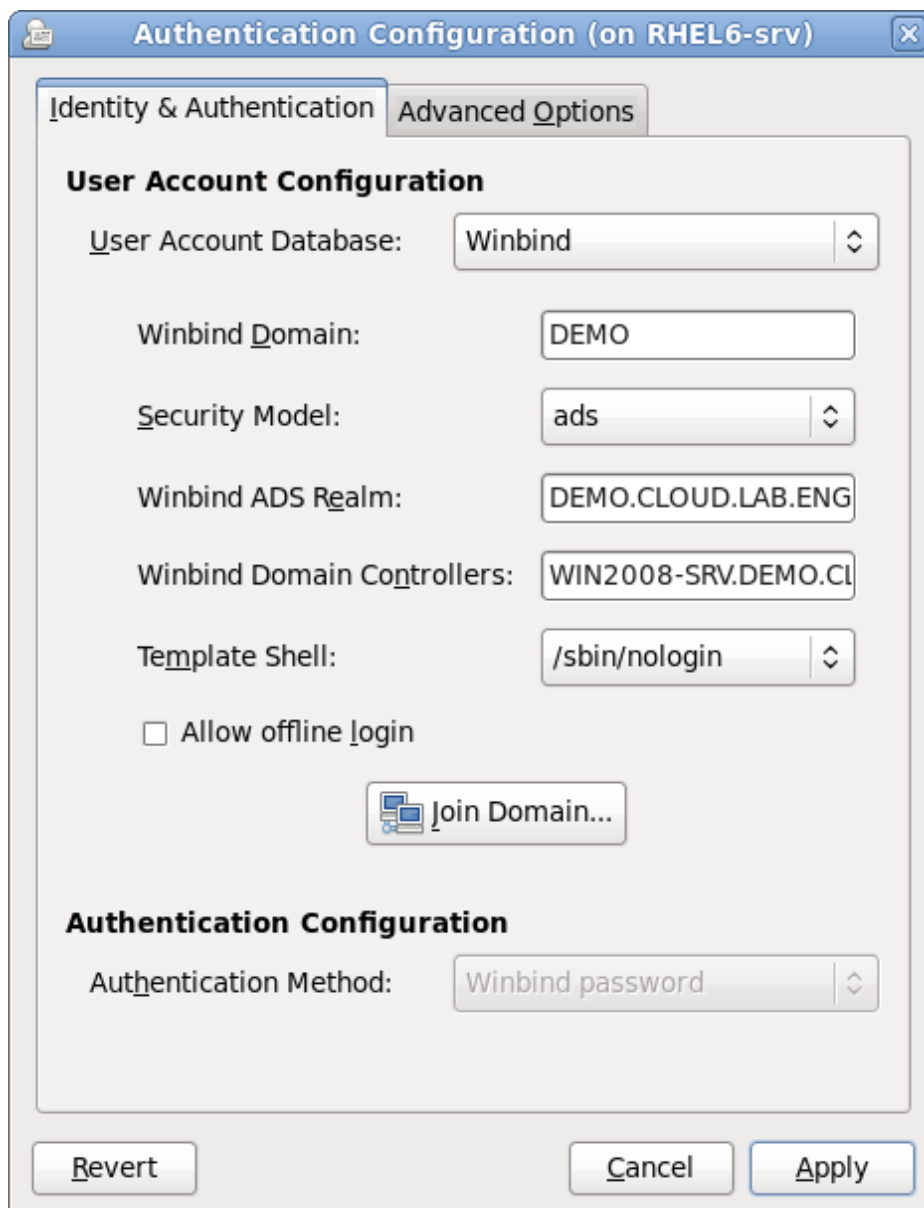 Authentication Configuration (on RHEL6-srv)
Identity & Authentication Advanced Options
User Account Configuration
User Account Database: Winbind
Winbind Domain: DEMO
Security Model: ads
Winbind ADS Realm: DEMO.CLOUD.LAB.ENG
Winbind Domain Controllers: WIN2008-SRV.DEMO.CL
Template Shell: /sbin/nologin
Allow offline login
Join Domain...
Authentication Configuration
Authentication Method: Winbind password
Revert Cancel Apply